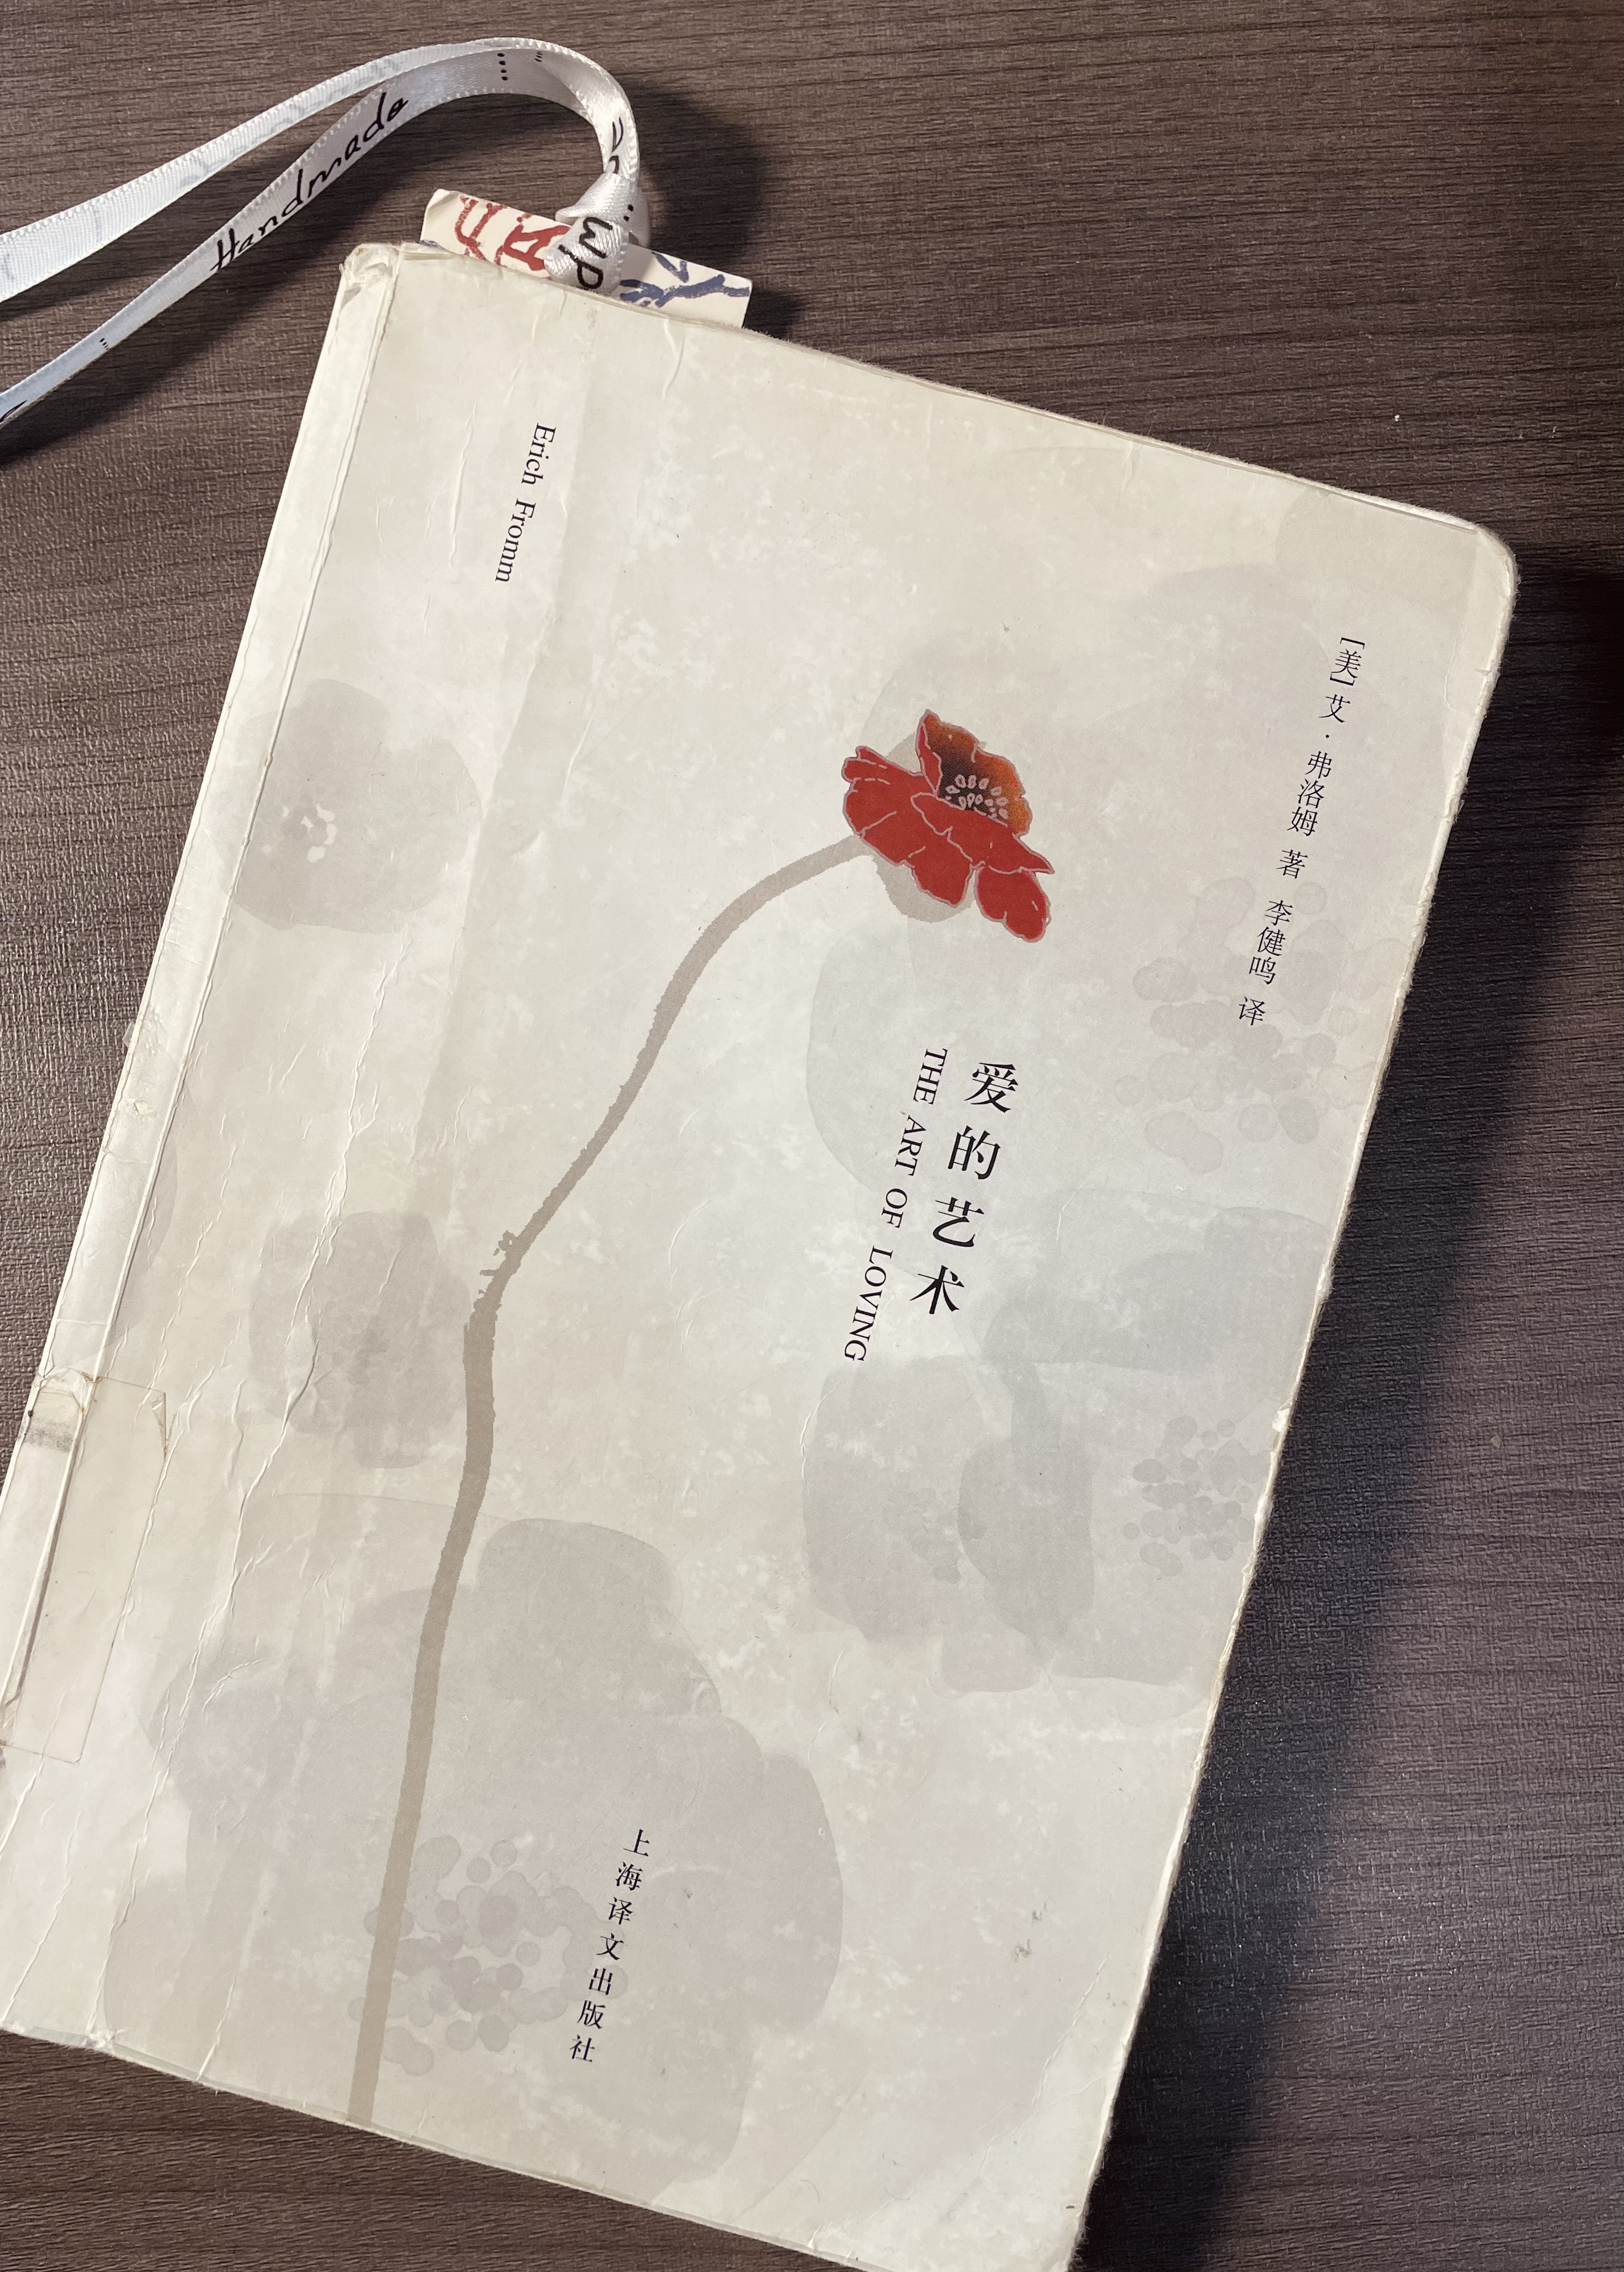 Handmade
Erich Fromm
[美]艾·弗洛姆 著 李健鸣 译
爱的艺术
THE ART OF LOVING
上海译文出版社